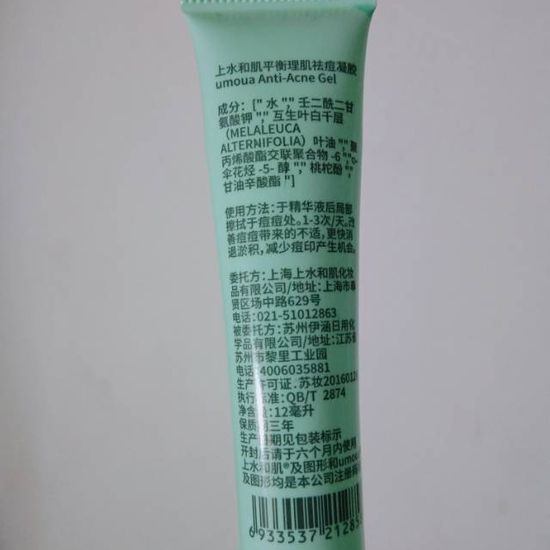 上水和肌平衡理肌祛痘凝胶
umoua Anti-Acne Gel
成分：[" 水 "," 壬二酰二甘
氨酸钾 "," 互生叶白千层
（MELALEUCA
ALTERNIFOLIA）叶油 ","
丙烯酸酯交联聚合物 -6 ","
伞花烃 -5- 醇 "," 桃柁酚 ","
甘油辛酸酯 "]
使用方法：于精华液后局部
擦拭于痘痘处。1-3次/天。改
善痘痘带来的不适，更快消
退淤积，减少痘印产生机会。
委托方：上海上水和肌化妆
品有限公司/地址：上海市奉
贤区场中路629号
电话：021-51012863
被委托方：苏州伊涵日用化
学品有限公司/地址：江苏省
苏州市黎里工业园
电话：4006035881
生产许可证．苏妆2016012
执行标准：QB/T 2874
净含量：12毫升
保质期三年
生产日期见包装标示
开封后请于六个月内使用
上水和肌®及图形和umoua
及图形均是本公司注册商
6 933537 21285